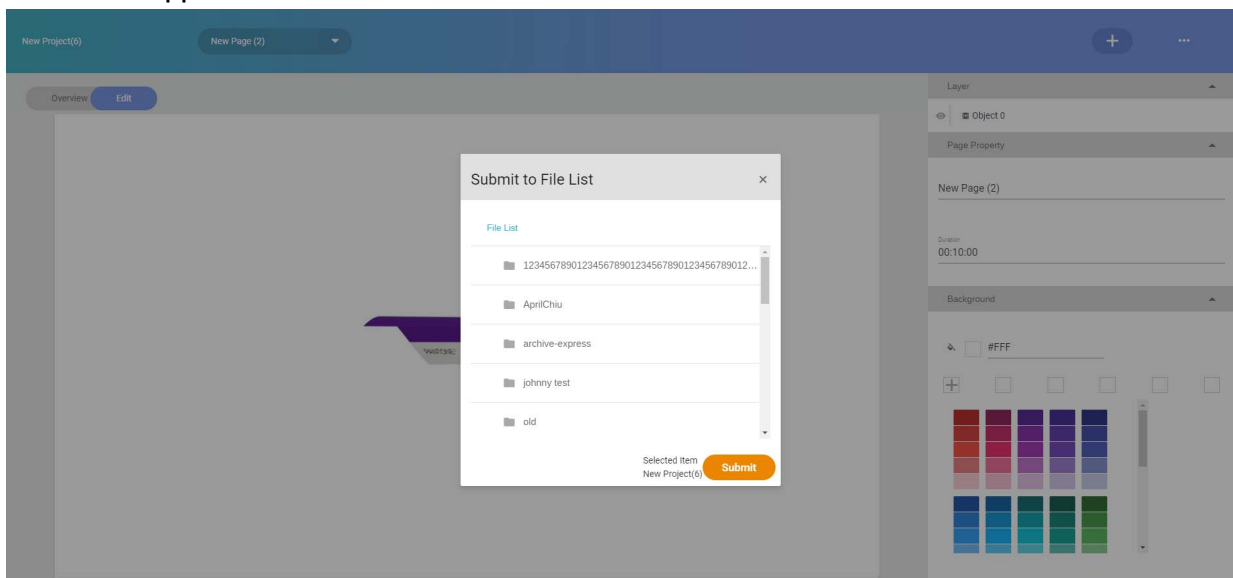 New Project(6)
New Page (2)
Overview
Edit
Layer
Object 0
Page Property
New Page (2)
Duration
00:10:00
Background
#FFF
Submit to File List
File List
12345678901234567890123456789012345678901234567890123456789012...
AprilChiu
archive-express
johnny test
old
Selected Item
New Project(6)
Submit